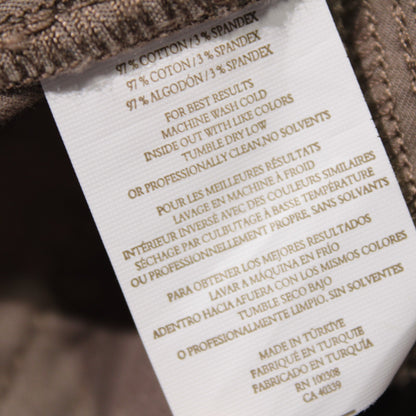 97% COTTON / 3% SPANDEX
97% COTON / 3% SPANDEX
97% ALGODÓN / 3% SPANDEX
FOR BEST RESULTS
MACHINE WASH COLD
INSIDE OUT WITH LIKE COLORS
TUMBLE DRY LOW
OR PROFESSIONALLY CLEAN, NO SOLVENTS
POUR LES MEILLEURES RÉSULTATS
LAVAGE EN MACHINE À FROID
INTÉRIEUR INVERSÉ AVEC DES COULEURS SIMILAIRES
SÉCHAGE PAR CULBUTAGE À BASSE TEMPÉRATURE
OU PROFESSIONNELLEMENT PROPRE, SANS SOLVANTS
PARA OBTENER LOS MEJORES RESULTADOS
LAVAR A MÁQUINA EN FRÍO
ADENTRO HACIA AFUERA CON LOS MISMOS COLORES
TUMBLE SECO BAJO
O PROFESIONALMENTE LIMPIO, SIN SOLVENTES
MADE IN TÜRKİYE
FABRIQUÉ EN TURQUIE
FABRICADO EN TURQUÍA
RN 100308
CA 40339